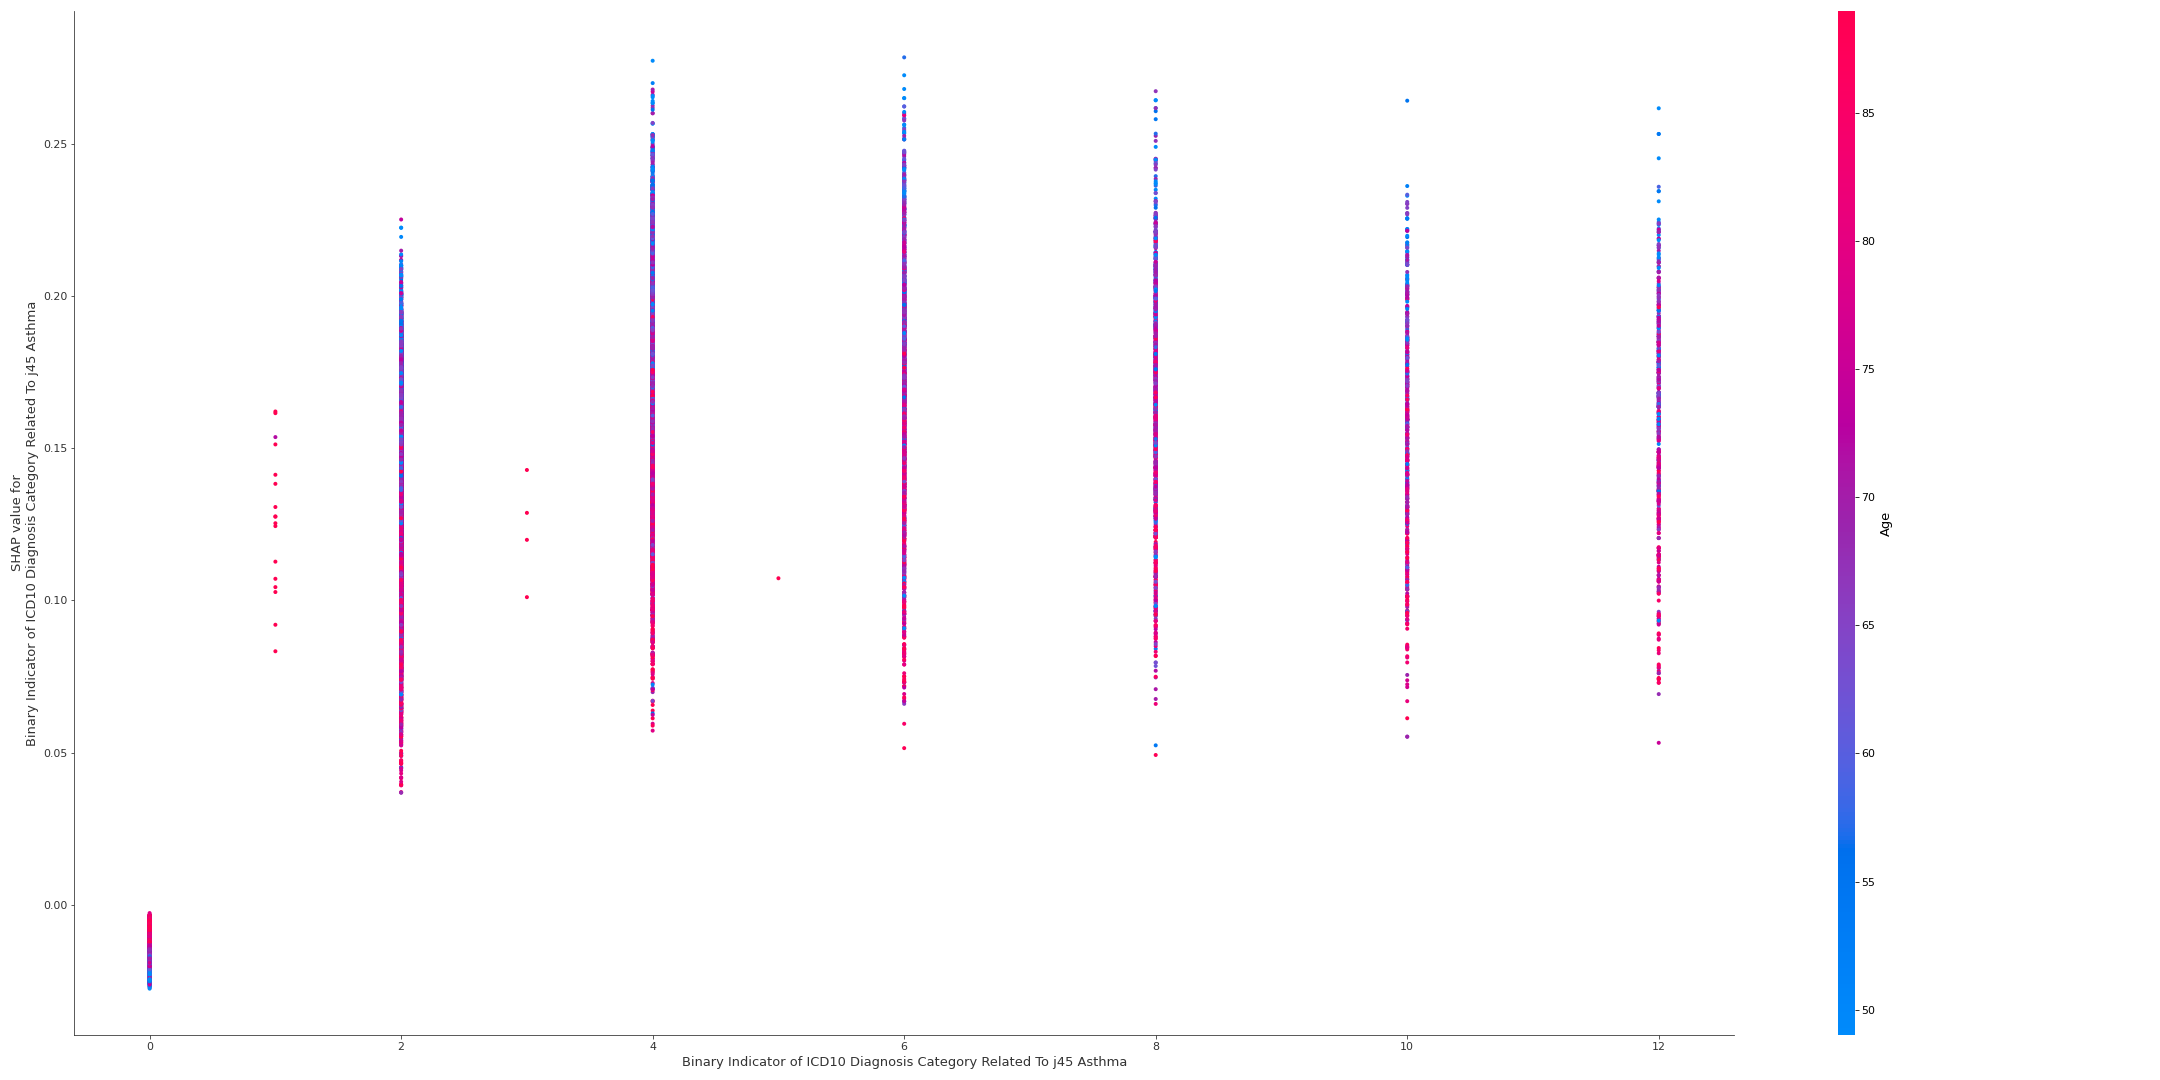 SHAP value for
Binary Indicator of ICD10 Diagnosis Category Related To j45 Asthma
0.25
0.20
0.15
0.10
0.05
0.00
0 2 4 6 8 10 12
Binary Indicator of ICD10 Diagnosis Category Related To j45 Asthma
85
80
75
70
65
60
55
50
Age